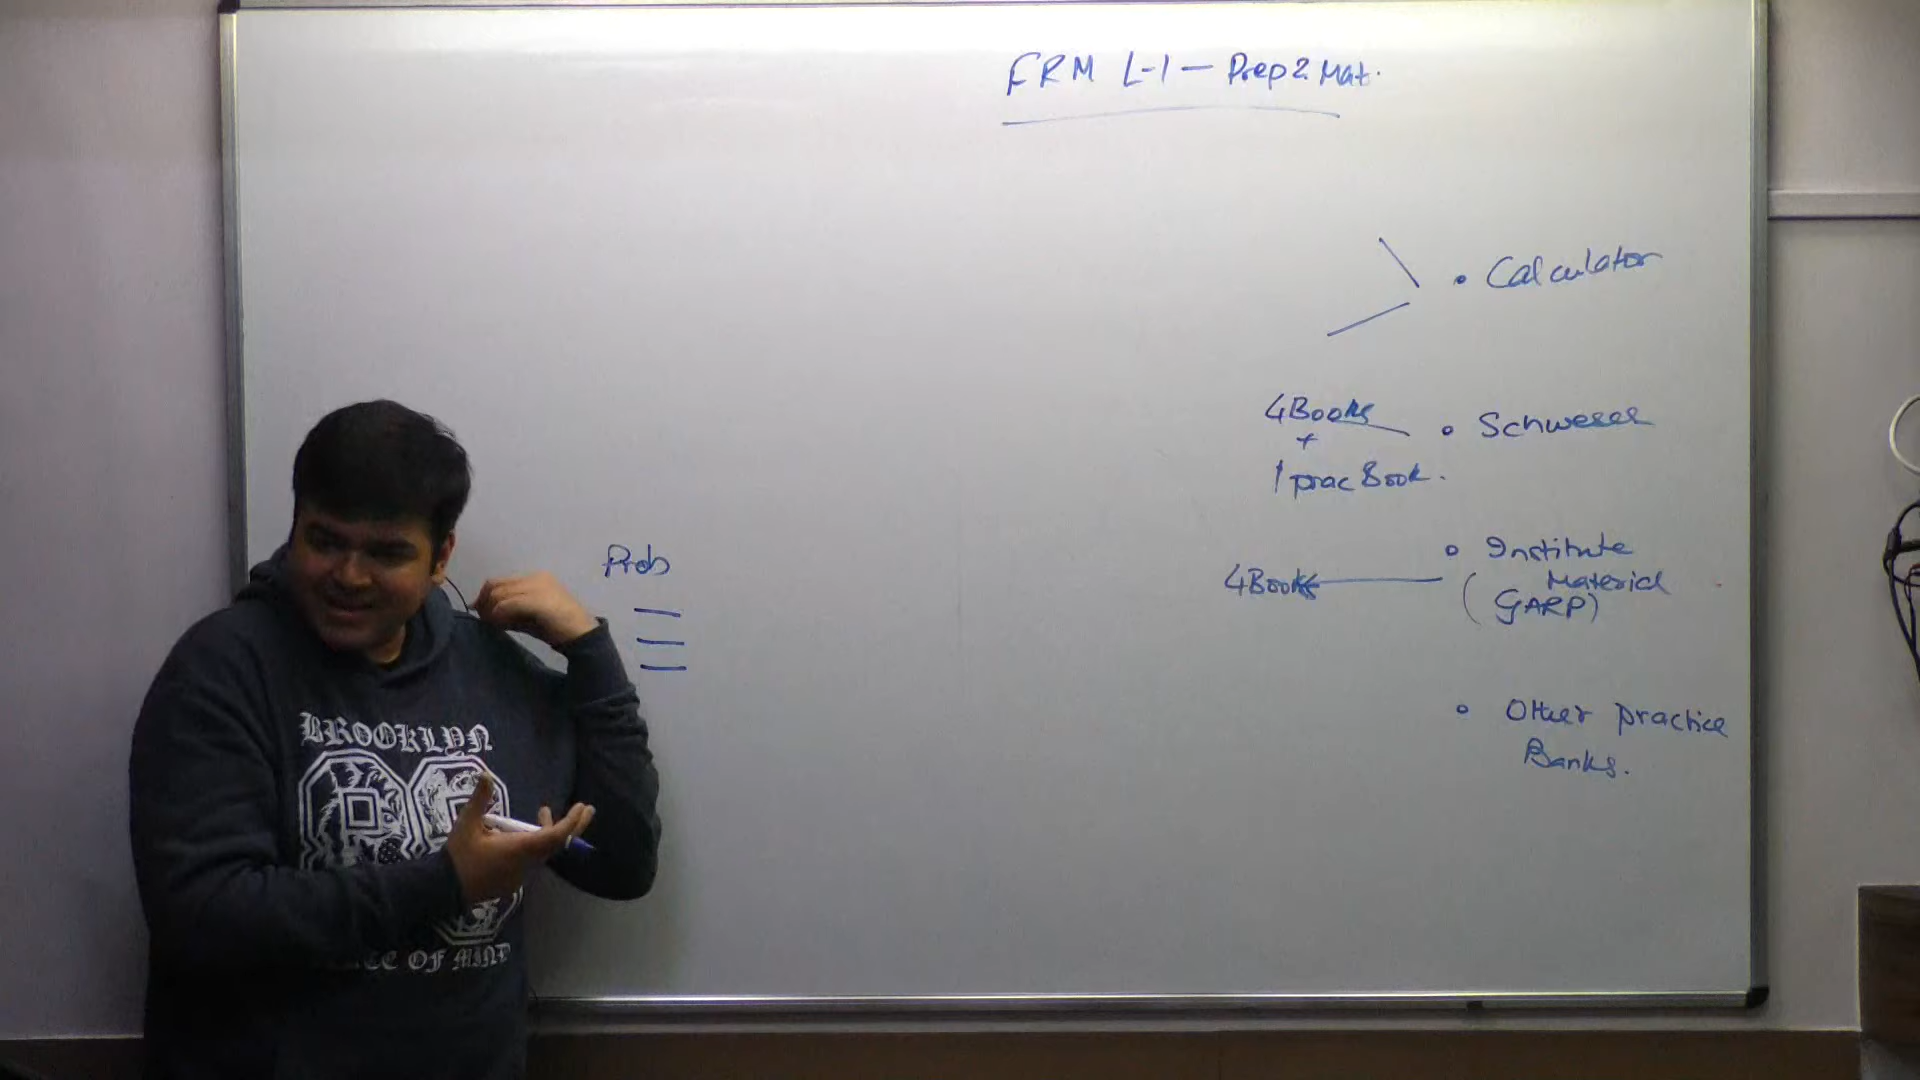 FRM L-1 — Prep & Mat.
• Calculator
4Books
• Schweser
+
1 prac Book.
• Institute
Material
4Books
(GARP)
Prob
• Other practice
Banks.
BROOKLYN
OF MIND